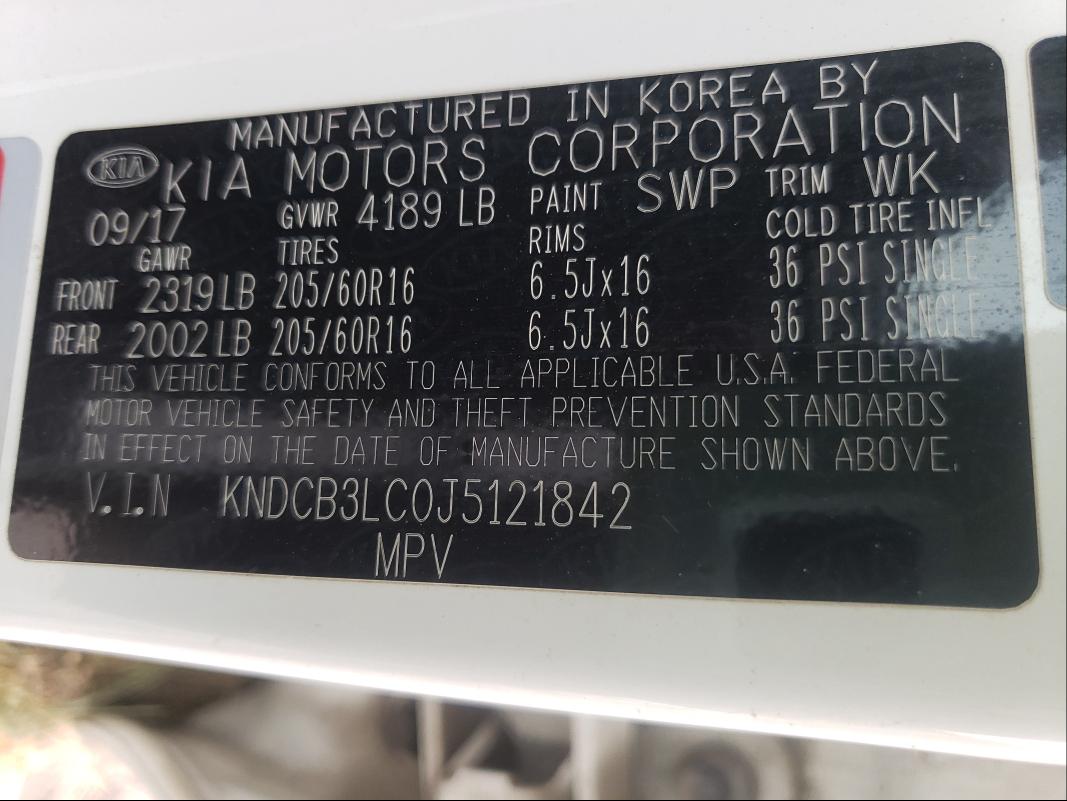 MANUFACTURED IN KOREA BY
KIA KIA MOTORS CORPORATION
09/17 GVWR 4189 LB PAINT SWP TRIM WK
GAWR TIRES RIMS COLD TIRE INFL
FRONT 2319 LB 205/60R16 6.5Jx16 36 PSI SINGLE
REAR 2002 LB 205/60R16 6.5Jx16 36 PSI SINGLE
THIS VEHICLE CONFORMS TO ALL APPLICABLE U.S.A. FEDERAL
MOTOR VEHICLE SAFETY AND THEFT PREVENTION STANDARDS
IN EFFECT ON THE DATE OF MANUFACTURE SHOWN ABOVE.
V.I.N KNDCB3LC0J5121842
MPV